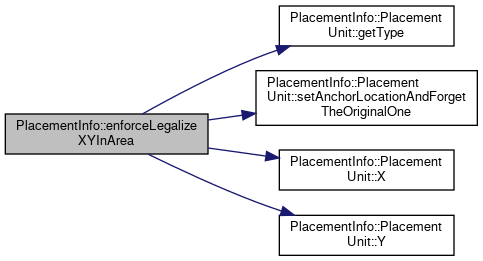 PlacementInfo::Placement
Unit::getType
PlacementInfo::Placement
Unit::setAnchorLocationAndForget
TheOriginalOne
PlacementInfo::enforceLegalize
XYInArea
PlacementInfo::Placement
Unit::X
PlacementInfo::Placement
Unit::Y